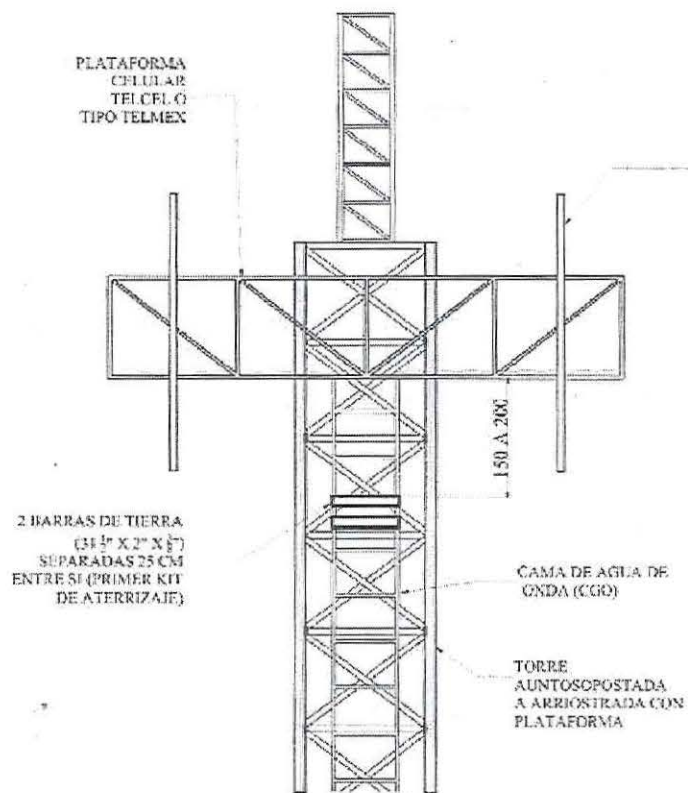 PLATAFORMA
CELULAR
TELCEL O
TIPO TELMEX
150 A 200
2 BARRAS DE TIERRA
X 2" X
SEPARADAS 25 CM
ENTRE SI (PRIMER KIT
DE ATERRIZAJE)
CAMA DE AGUA DE
ONDA (CGO)
TORRE
AUNTOSOPOSTADA
A ARRIOSTRADA CON
PLATAFORMA